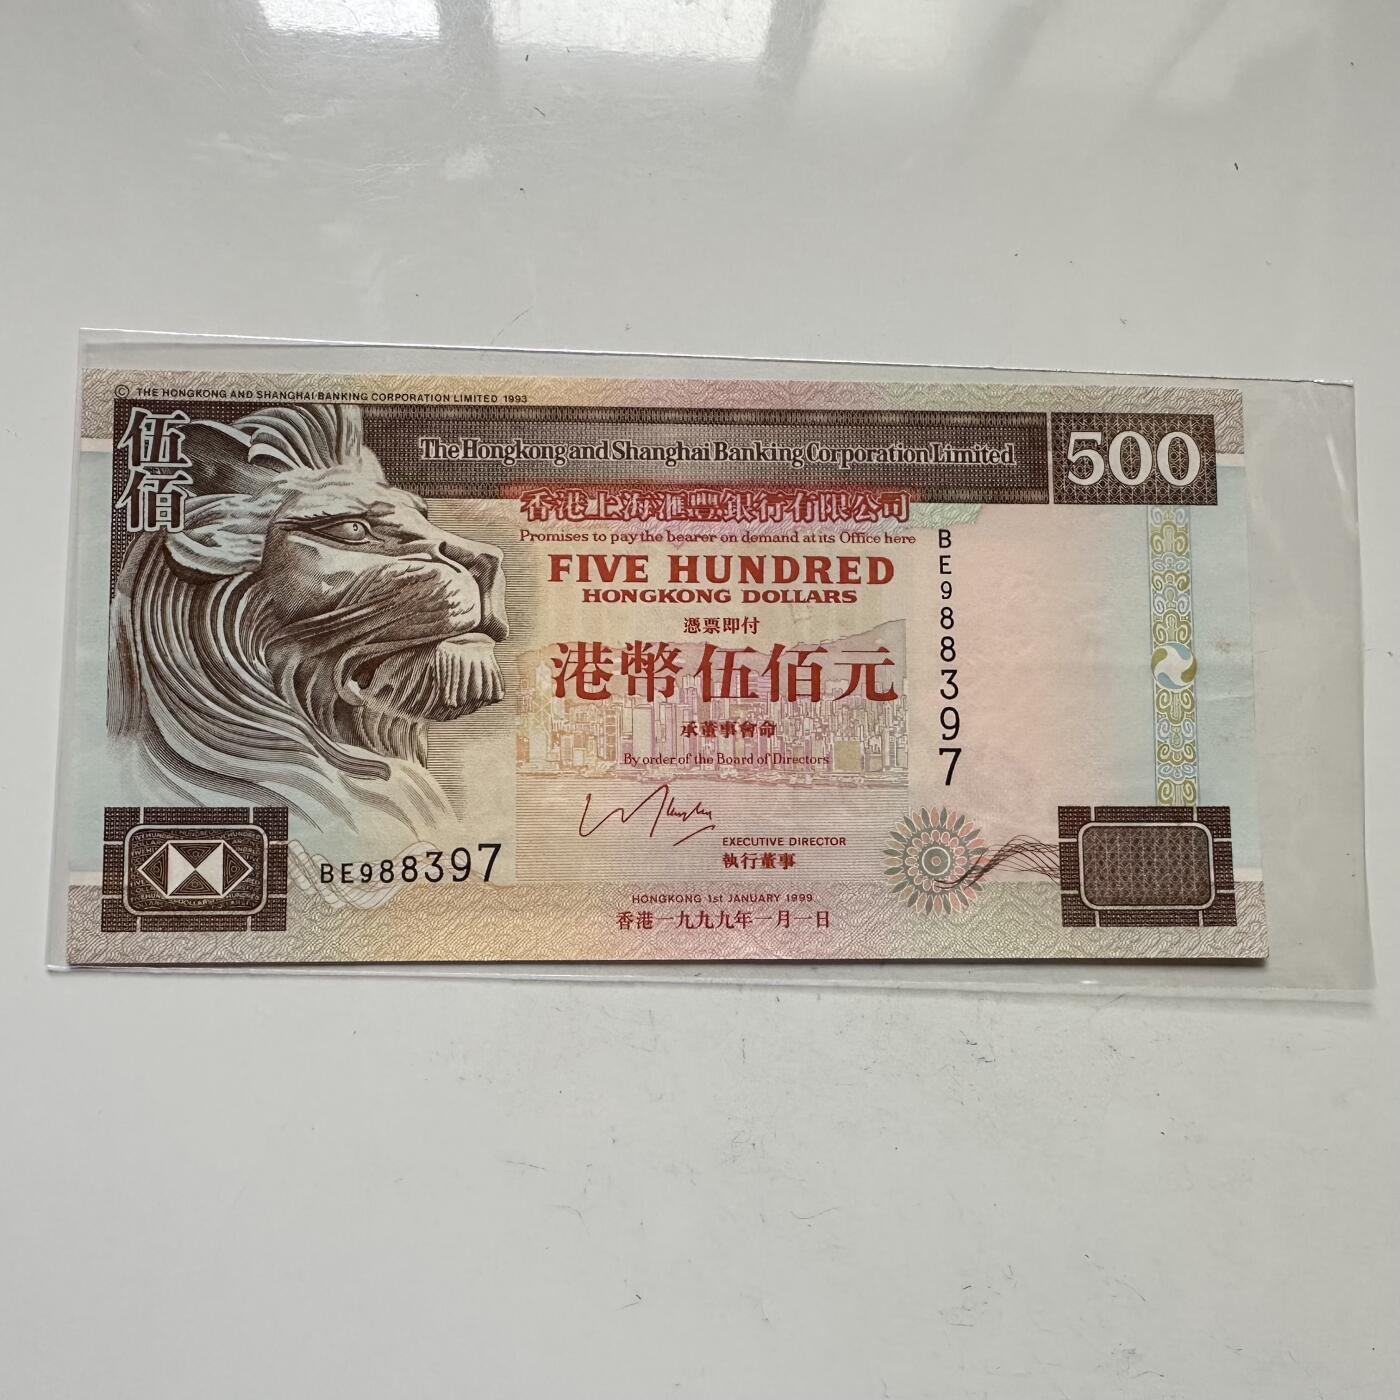 © THE HONGKONG AND SHANGHAI BANKING CORPORATION LIMITED 1993
伍佰
The Hongkong and Shanghai Banking Corporation Limited
500
香港上海滙豐銀行有限公司
Promises to pay the bearer on demand at its Office here
FIVE HUNDRED
HONGKONG DOLLARS
憑票即付
港幣伍佰元
承董事會命
By order of the Board of Directors
BE988397
EXECUTIVE DIRECTOR
執行董事
BE988397
HONGKONG 1st JANUARY 1999
香港一九九九年一月一日